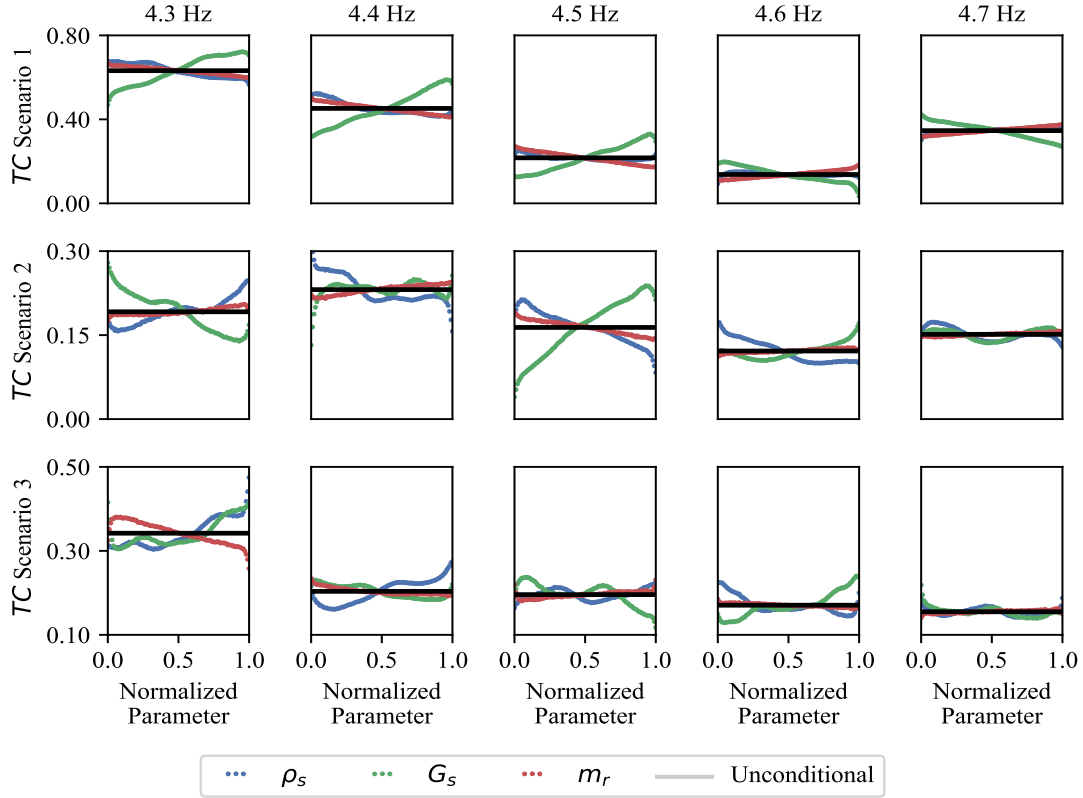 4.3 Hz 4.4 Hz 4.5 Hz 4.6 Hz 4.7 Hz
0.80
0.40
0.00
TC Scenario 1
0.30
0.15
0.00
TC Scenario 2
0.50
0.30
0.10
TC Scenario 3
0.0 0.5 1.0 0.0 0.5 1.0 0.0 0.5 1.0 0.0 0.5 1.0 0.0 0.5 1.0
Normalized Normalized Normalized Normalized Normalized
Parameter Parameter Parameter Parameter Parameter
ρs Gs mr Unconditional